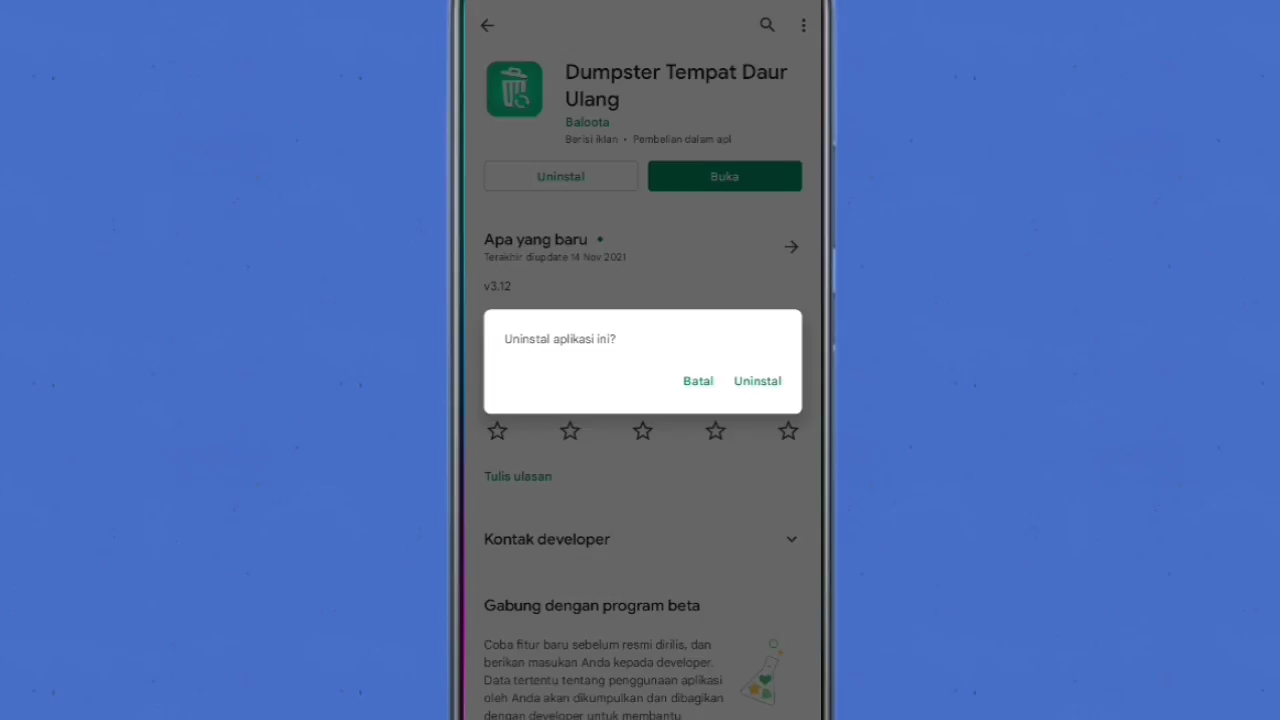 Dumpster Tempat Daur
Ulang
Baloota
Berisi iklan • Pembelian dalam apl
Uninstal
Buka
Apa yang baru •
Terakhir diupdate 14 Nov 2021
v3.12
Uninstal aplikasi ini?
Batal
Uninstal
Tulis ulasan
Kontak developer
Gabung dengan program beta
Coba fitur baru sebelum resmi dirilis, dan
berikan masukan Anda kepada developer.
Data tertentu tentang penggunaan aplikasi
oleh Anda akan dikumpulkan dan dibagikan
dengan developer untuk membantu